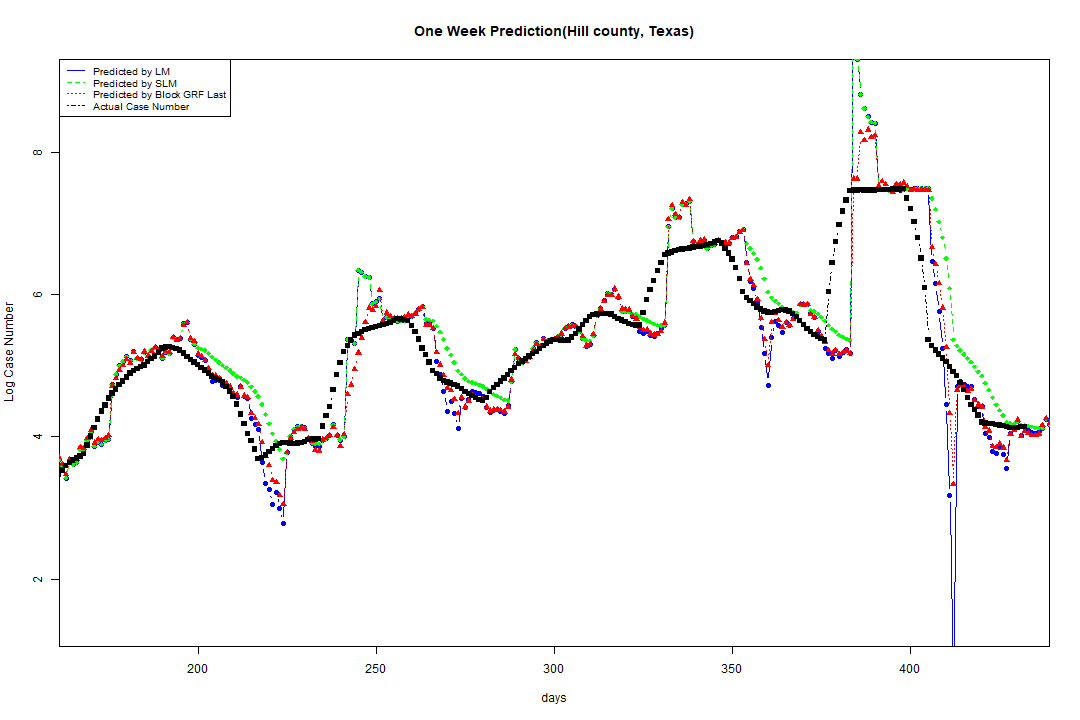 One Week Prediction(Hill county, Texas)
Predicted by LM
Predicted by SLM
Predicted by Block GRF Last
Actual Case Number
8
6
4
2
Log Case Number
200 250 300 350 400
days